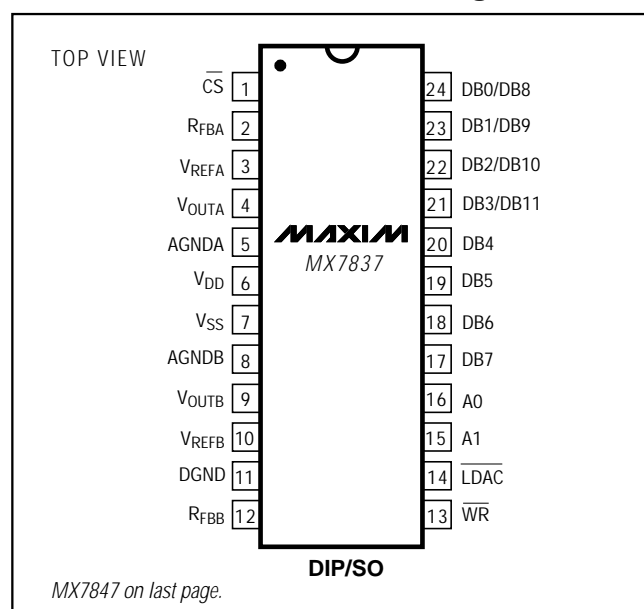 TOP VIEW
C̅S̅ 1
RFBA 2
VREFA 3
VOUTA 4
AGNDA 5
VDD 6
VSS 7
AGNDB 8
VOUTB 9
VREFB 10
DGND 11
RFBB 12
MAXIM
MX7837
24 DB0/DB8
23 DB1/DB9
22 DB2/DB10
21 DB3/DB11
20 DB4
19 DB5
18 DB6
17 DB7
16 A0
15 A1
14 L̅D̅A̅C̅
13 W̅R̅
DIP/SO
MX7847 on last page.